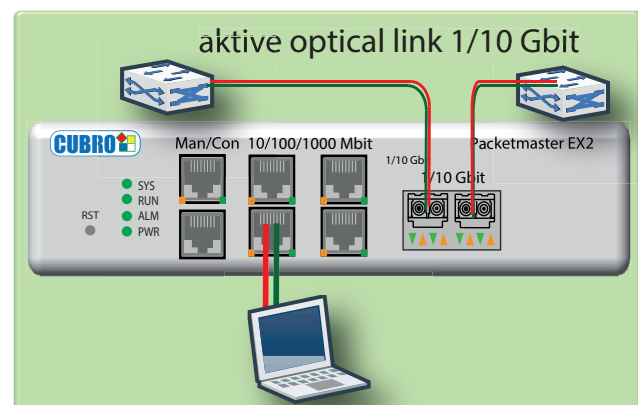 aktive optical link 1/10 Gbit
CUBRO
Man/Con 10/100/1000 Mbit
Packetmaster EX2
1/10 Gbit
1/10 Gbit
SYS
RUN
RST
ALM
PWR